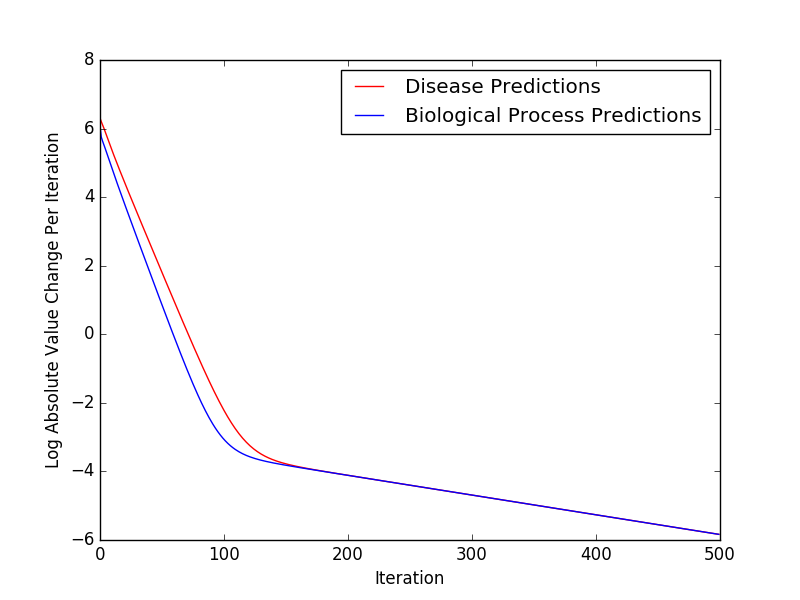 8
6
4
2
0
−2
−4
−6
0 100 200 300 400 500
Iteration
Log Absolute Value Change Per Iteration
Disease Predictions
Biological Process Predictions